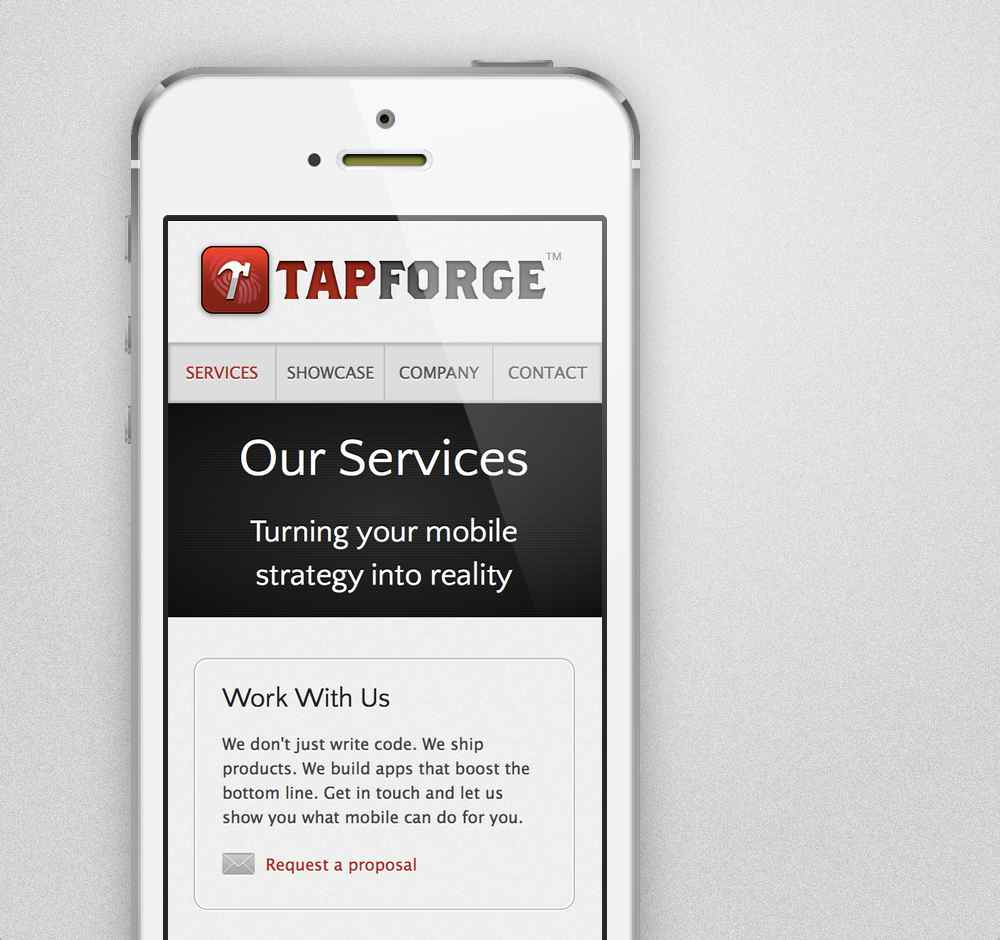 TAPFORGE™
SERVICES SHOWCASE COMPANY CONTACT
Our Services
Turning your mobile
strategy into reality
Work With Us
We don't just write code. We ship
products. We build apps that boost the
bottom line. Get in touch and let us
show you what mobile can do for you.
Request a proposal